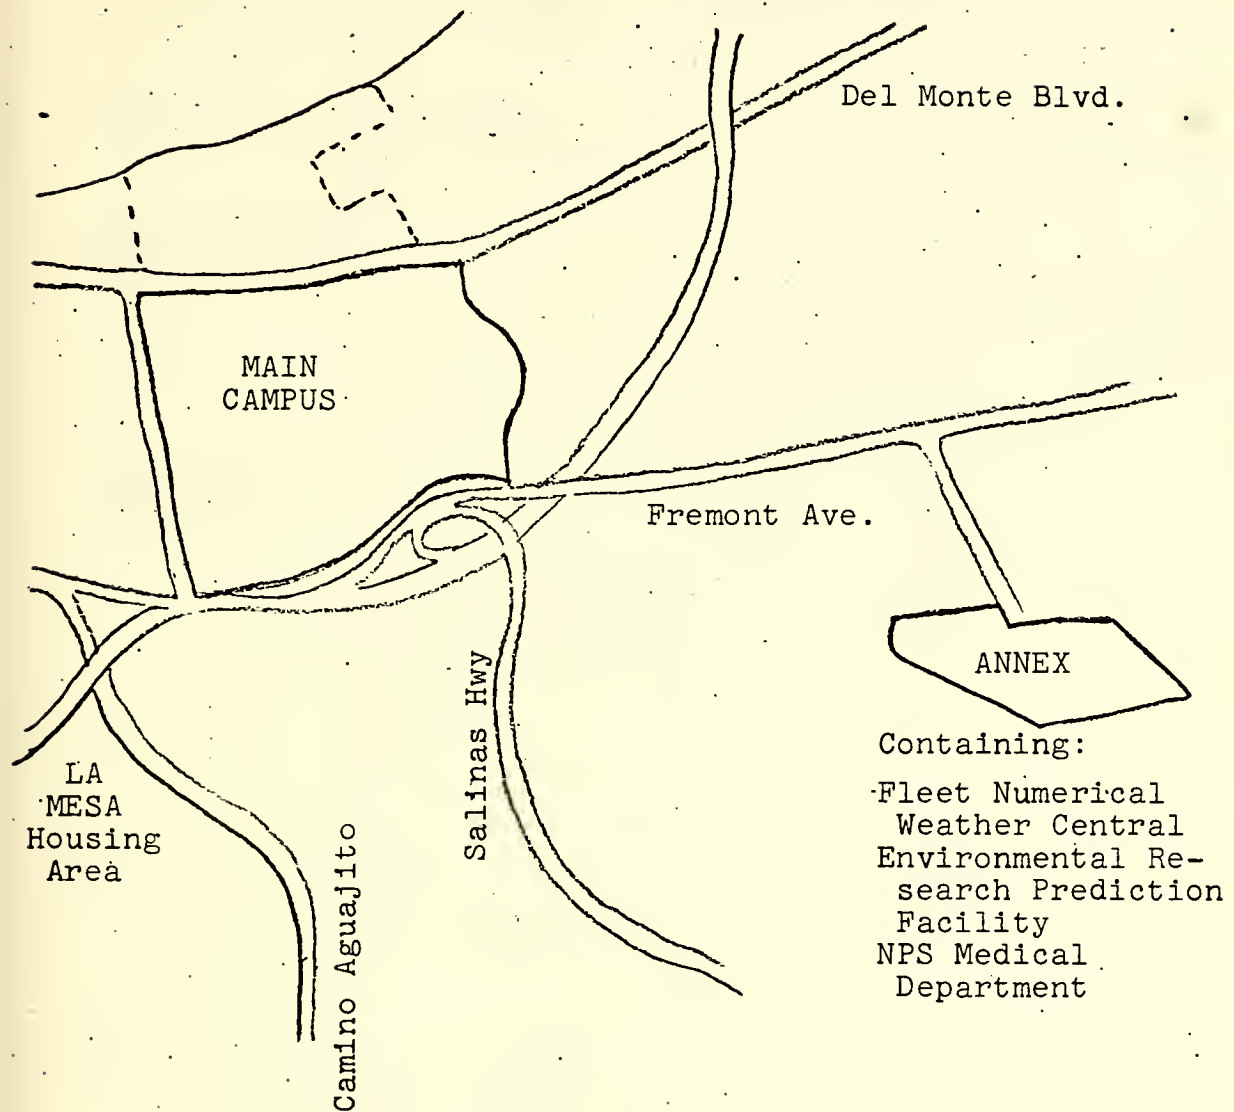 Del Monte Blvd.
MAIN
CAMPUS
Fremont Ave.
ANNEX
Containing:
Fleet Numerical
Weather Central
Environmental Re-
search Prediction
Facility
NPS Medical
Department
Salinas Hwy
LA
MESA
Housing
Area
Camino Aguajito